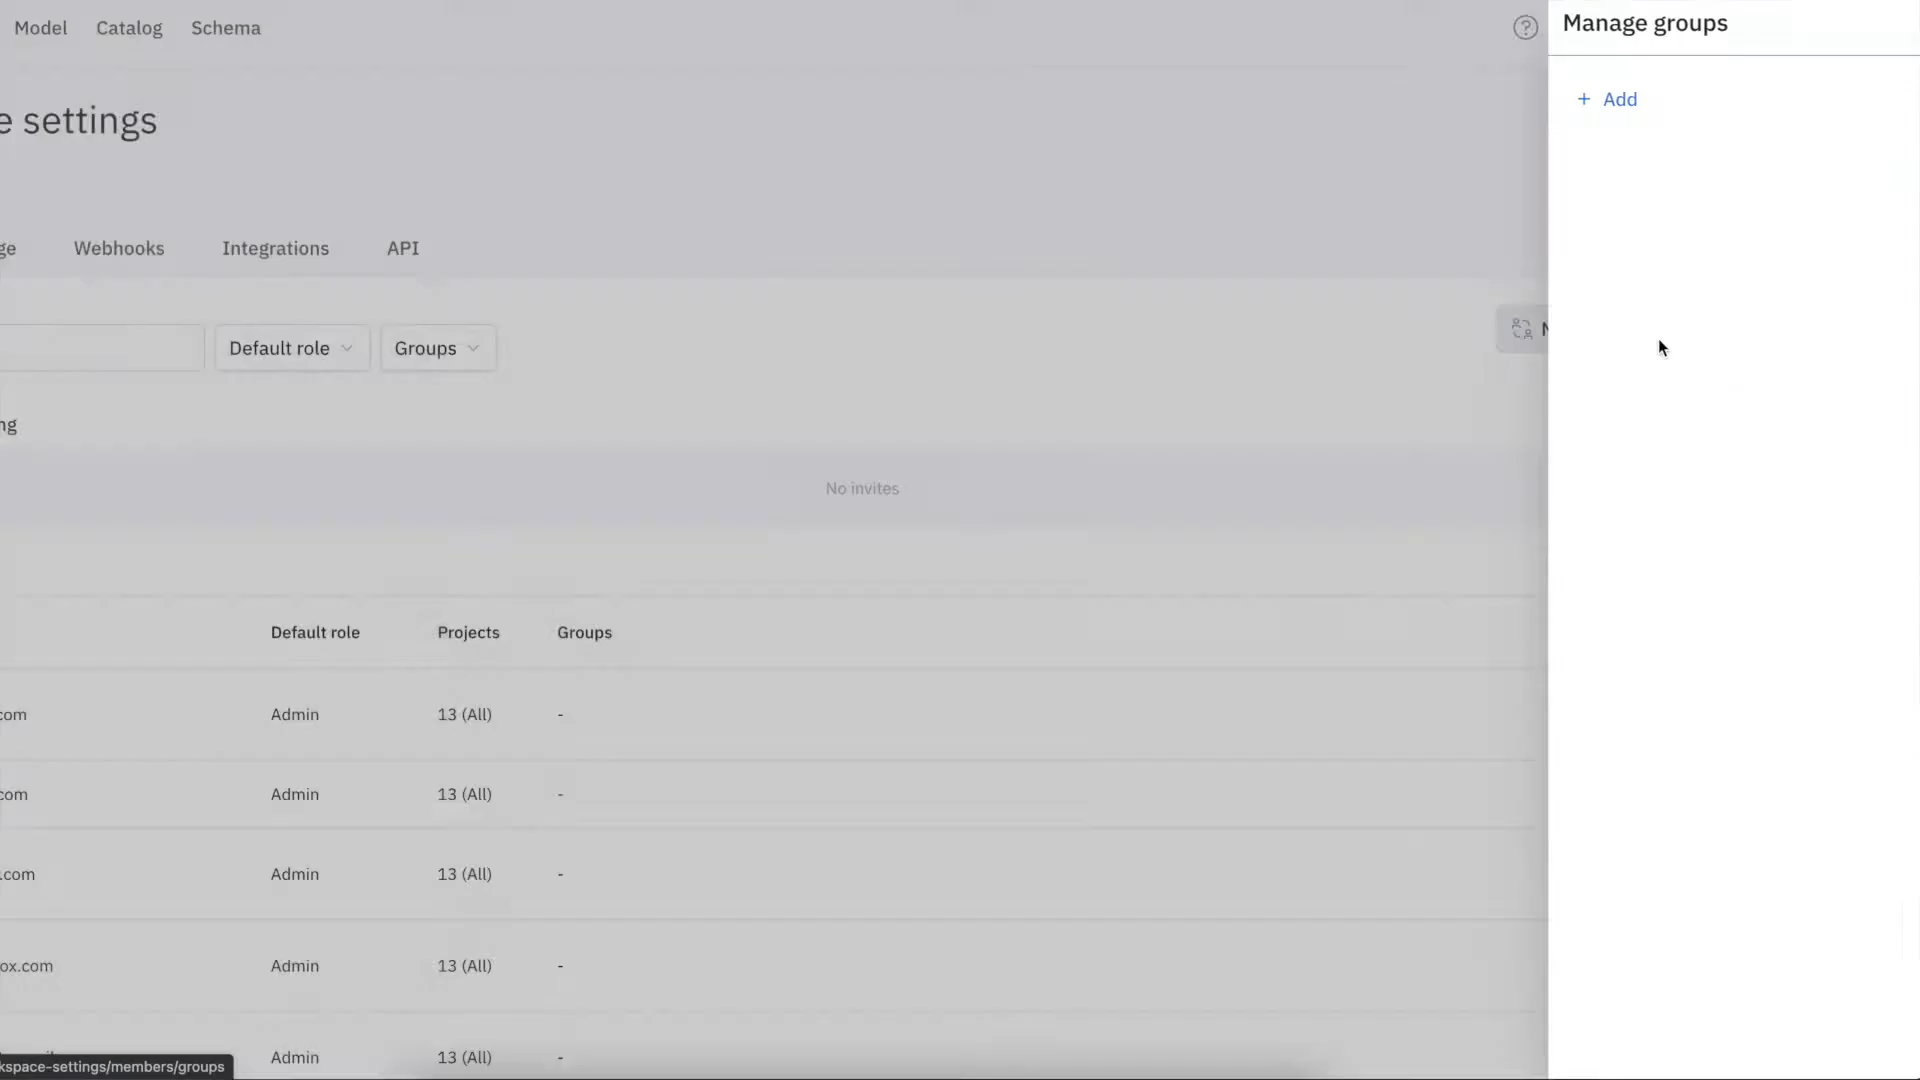 Model Catalog Schema
Manage groups
+ Add
e settings
ge Webhooks Integrations API
Default role Groups
N
ng
No invites
Default role Projects Groups
com Admin 13 (All) -
com Admin 13 (All) -
.com Admin 13 (All) -
ox.com Admin 13 (All) -
Admin 13 (All) -
kspace-settings/members/groups